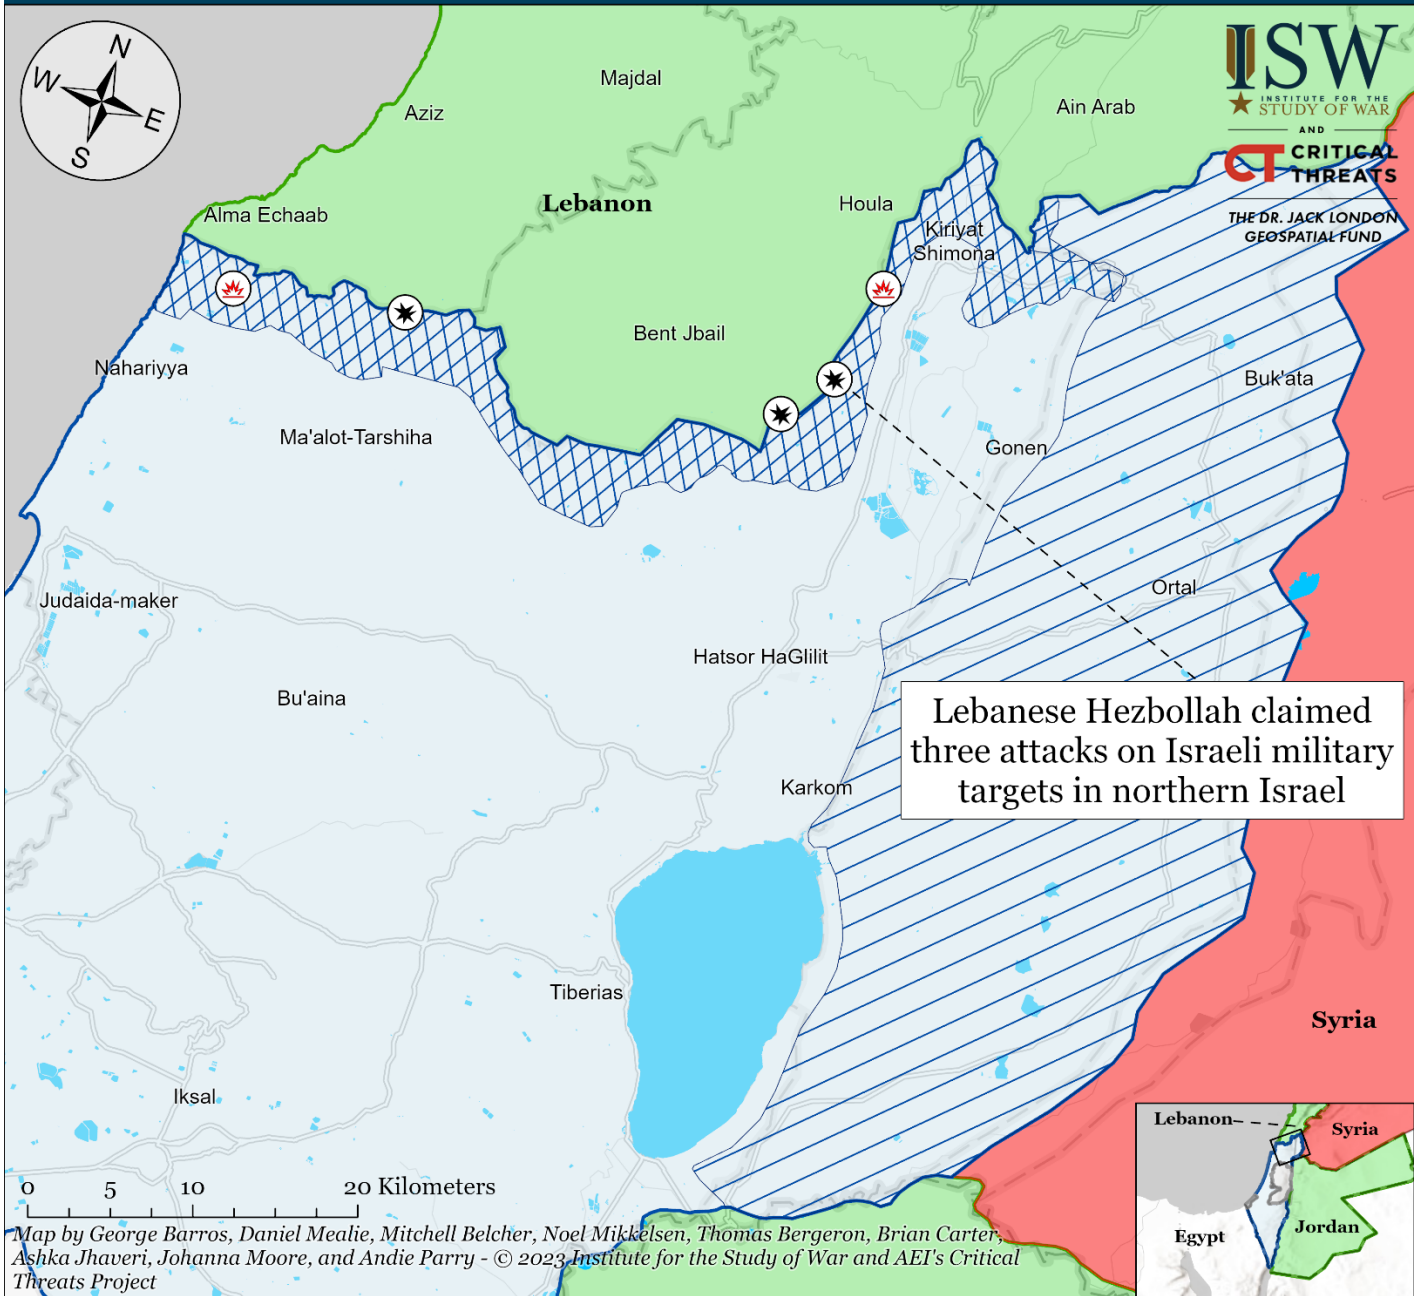 N
W
E
S
ISW
INSTITUTE FOR THE
STUDY OF WAR
AND
CT CRITICAL
THREATS
THE DR. JACK LONDON
GEOSPATIAL FUND
Majdal
Aziz
Ain Arab
Lebanon
Houla
Alma Echaab
Kiriyat
Shimona
Bent Jbail
Nahariyya
Buk'ata
Ma'alot-Tarshiha
Gonen
Ortal
Judaida-maker
Hatsor HaGlilit
Bu'aina
Lebanese Hezbollah claimed
three attacks on Israeli military
targets in northern Israel
Karkom
Tiberias
Syria
Iksal
Lebanon
Syria
Egypt
Jordan
0 5 10 20 Kilometers
Map by George Barros, Daniel Mealie, Mitchell Belcher, Noel Mikkelsen, Thomas Bergeron, Brian Carter,
Ashka Jhaveri, Johanna Moore, and Andie Parry - © 2023 Institute for the Study of War and AEI's Critical
Threats Project